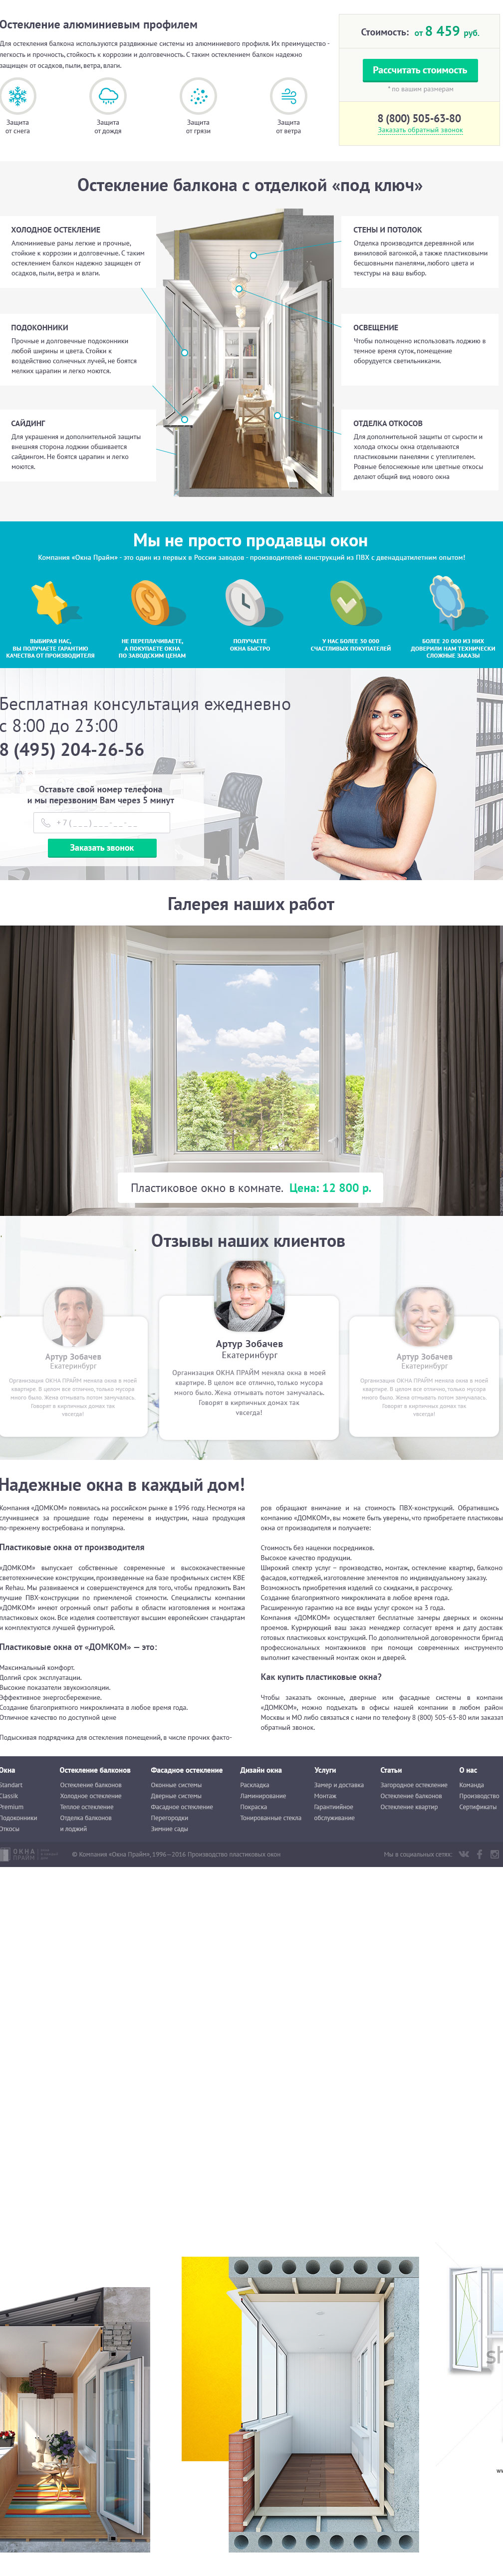 Остекление алюминиевым профилем
Для остекления балкона используются раздвижные системы из алюминиевого профиля. Их преимущество -
легкость и прочность, стойкость к коррозии и долговечность. С таким остеклением балкон надежно
защищен от осадков, пыли, ветра, влаги.
Защита
от снега
Защита
от дождя
Защита
от грязи
Защита
от ветра
Стоимость: от 8 459 руб.
Рассчитать стоимость
* по вашим размерам
8 (800) 505-63-80
Заказать обратный звонок
Остекление балкона с отделкой «под ключ»
ХОЛОДНОЕ ОСТЕКЛЕНИЕ
Алюминиевые рамы легкие и прочные,
стойкие к коррозии и долговечные. С таким
остеклением балкон надежно защищен от
осадков, пыли, ветра и влаги.
ПОДОКОННИКИ
Прочные и долговечные подоконники
любой ширины и цвета. Стойки к
воздействию солнечных лучей, не боятся
мелких царапин и легко моются.
САЙДИНГ
Для украшения и дополнительной защиты
внешняя сторона лоджии обшивается
сайдингом. Не боятся царапин и легко
моются.
СТЕНЫ И ПОТОЛОК
Отделка производится деревянной или
виниловой вагонкой, а также пластиковыми
бесшовными панелями, любого цвета и
текстуры на ваш выбор.
ОСВЕЩЕНИЕ
Чтобы полноценно использовать лоджию в
темное время суток, помещение
оборудуется светильниками.
ОТДЕЛКА ОТКОСОВ
Для дополнительной защиты от сырости и
холода откосы окна отделываются
пластиковыми панелями с утеплителем.
Ровные белоснежные или цветные откосы
делают общий вид нового окна
Мы не просто продавцы окон
Компания «Окна Прайм» - это один из первых в России заводов - производителей конструкций из ПВХ с двенадцатилетним опытом!
ВЫБИРАЯ НАС,
ВЫ ПОЛУЧАЕТЕ ГАРАНТИЮ
КАЧЕСТВА ОТ ПРОИЗВОДИТЕЛЯ
НЕ ПЕРЕПЛАЧИВАЕТЕ,
А ПОКУПАЕТЕ ОКНА
ПО ЗАВОДСКИМ ЦЕНАМ
ПОЛУЧАЕТЕ
ОКНА БЫСТРО
У НАС БОЛЕЕ 30 000
СЧАСТЛИВЫХ ПОКУПАТЕЛЕЙ
БОЛЕЕ 20 000 ИЗ НИХ
ДОВЕРИЛИ НАМ ТЕХНИЧЕСКИ
СЛОЖНЫЕ ЗАКАЗЫ
Бесплатная консультация ежедневно
с 8:00 до 23:00
8 (495) 204-26-56
Оставьте свой номер телефона
и мы перезвоним Вам через 5 минут
+7(___)___-__-__
Заказать звонок
Галерея наших работ
Пластиковое окно в комнате. Цена: 12 800 р.
Отзывы наших клиентов
Артур Зобачев
Екатеринбург
Организация ОКНА ПРАЙМ меняла окна в моей
квартире. В целом все отлично, только мусора
много было. Жена отмывать потом замучалась.
Говорят в кирпичных домах так
увсегда!
Артур Зобачев
Екатеринбург
Организация ОКНА ПРАЙМ меняла окна в моей
квартире. В целом все отлично, только мусора
много было. Жена отмывать потом замучалась.
Говорят в кирпичных домах так
увсегда!
Артур Зобачев
Екатеринбург
Организация ОКНА ПРАЙМ меняла окна в моей
квартире. В целом все отлично, только мусора
много было. Жена отмывать потом замучалась.
Говорят в кирпичных домах так
увсегда!
Надежные окна в каждый дом!
Компания «ДОМКОМ» появилась на российском рынке в 1996 году. Несмотря на
случившиеся за прошедшие годы перемены в индустрии, наша продукция
по-прежнему востребована и популярна.
Пластиковые окна от производителя
«ДОМКОМ» выпускает собственные современные и высококачественные
светотехнические конструкции, произведенные на базе профильных систем KBE
и Rehau. Мы развиваемся и совершенствуемся для того, чтобы предложить Вам
лучшие ПВХ-конструкции по приемлемой стоимости. Специалисты компании
«ДОМКОМ» имеют огромный опыт работы в области изготовления и монтажа
пластиковых окон. Все изделия соответствуют высшим европейским стандартам
и комплектуются лучшей фурнитурой.
Пластиковые окна от «ДОМКОМ» — это:
Максимальный комфорт.
Долгий срок эксплуатации.
Высокие показатели звукоизоляции.
Эффективное энергосбережение.
Создание благоприятного микроклимата в любое время года.
Отличное качество по доступной цене
Подыскивая подрядчика для остекления помещений, в числе прочих факто-
ров обращают внимание и на стоимость ПВХ-конструкций. Обратившись
компанию «ДОМКОМ», вы можете быть уверены, что приобретаете пластиковы
окна от производителя и получаете:
Стоимость без наценки посредников.
Высокое качество продукции.
Широкий спектр услуг – производство, монтаж, остекление квартир, балконо
фасадов, коттеджей, изготовление элементов по индивидуальному заказу.
Возможность приобретения изделий со скидками, в рассрочку.
Создание благоприятного микроклимата в любое время года.
Расширенную гарантию на все виды услуг сроком на 3 года.
Компания «ДОМКОМ» осуществляет бесплатные замеры дверных и оконны
проемов. Курирующий ваш заказ менеджер согласует время и дату доставк
готовых пластиковых конструкций. По дополнительной договоренности бригад
профессиональных монтажников при помощи современных инструменто
выполнит качественный монтаж окон и дверей.
Как купить пластиковые окна?
Чтобы заказать оконные, дверные или фасадные системы в компани
«ДОМКОМ», можно подъехать в офисы нашей компании в любом район
Москвы и МО либо связаться с нами по телефону 8 (800) 505-63-80 или заказат
обратный звонок.
Окна
Standart
Classik
Premium
Подоконники
Откосы
Остекление балконов
Остекление балконов
Холодное остекление
Теплое остекление
Отделка балконов
и лоджий
Фасадное остекление
Оконные системы
Дверные системы
Фасадное остекление
Перегородки
Зимние сады
Дизайн окна
Раскладка
Ламинирование
Покраска
Тонированные стекла
Услуги
Замер и доставка
Монтаж
Гарантийное
обслуживание
Статьи
Загородное остекление
Остекление балконов
Остекление квартир
О нас
Команда
Производство
Сертификаты
ОКНА
ПРАЙМ
© Компания «Окна Прайм», 1996—2016 Производство пластиковых окон
Мы в социальных сетях:
sh
ww